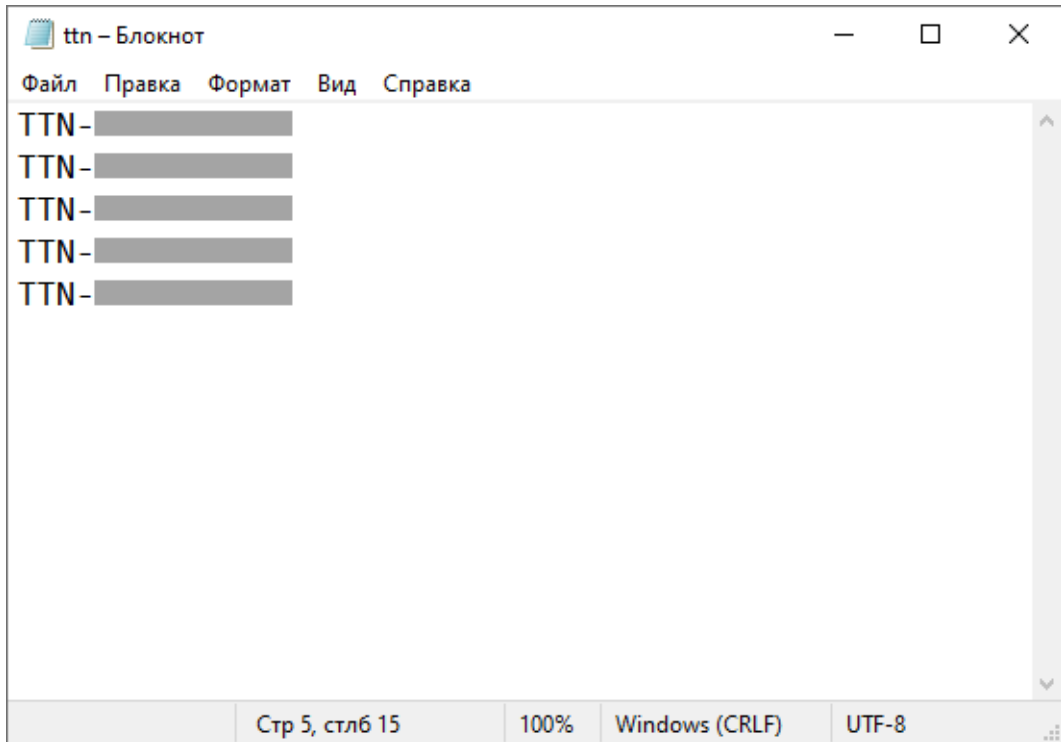 ttn – Блокнот
Файл Правка Формат Вид Справка
TTN-
TTN-
TTN-
TTN-
TTN-
Стр 5, стлб 15 100% Windows (CRLF) UTF-8